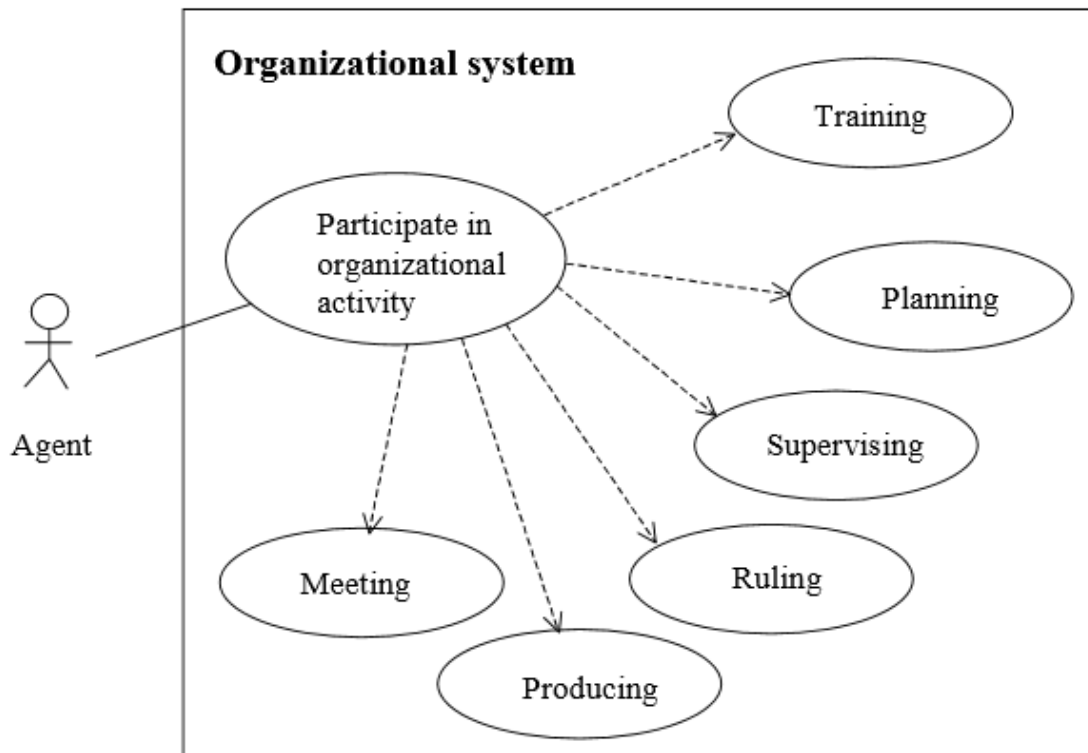 Organizational system
Training
Participate in
organizational
activity
Planning
Agent
Supervising
Meeting
Ruling
Producing